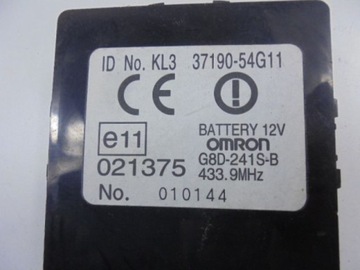 ID No. KL3 37190-54G11
CE
e11
BATTERY 12V
OMRON
021375 G8D-241S-B
433.9MHz
No. 010144